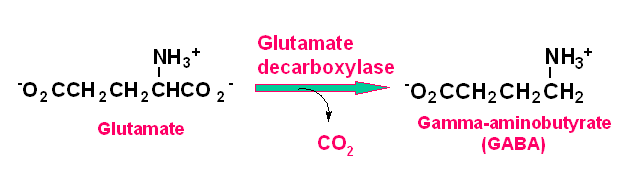 NH₃⁺
⁻O₂CCH₂CH₂CHCO₂⁻
Glutamate
Glutamate
decarboxylase
CO₂
NH₃⁺
⁻O₂CCH₂CH₂CH₂
Gamma-aminobutyrate
(GABA)